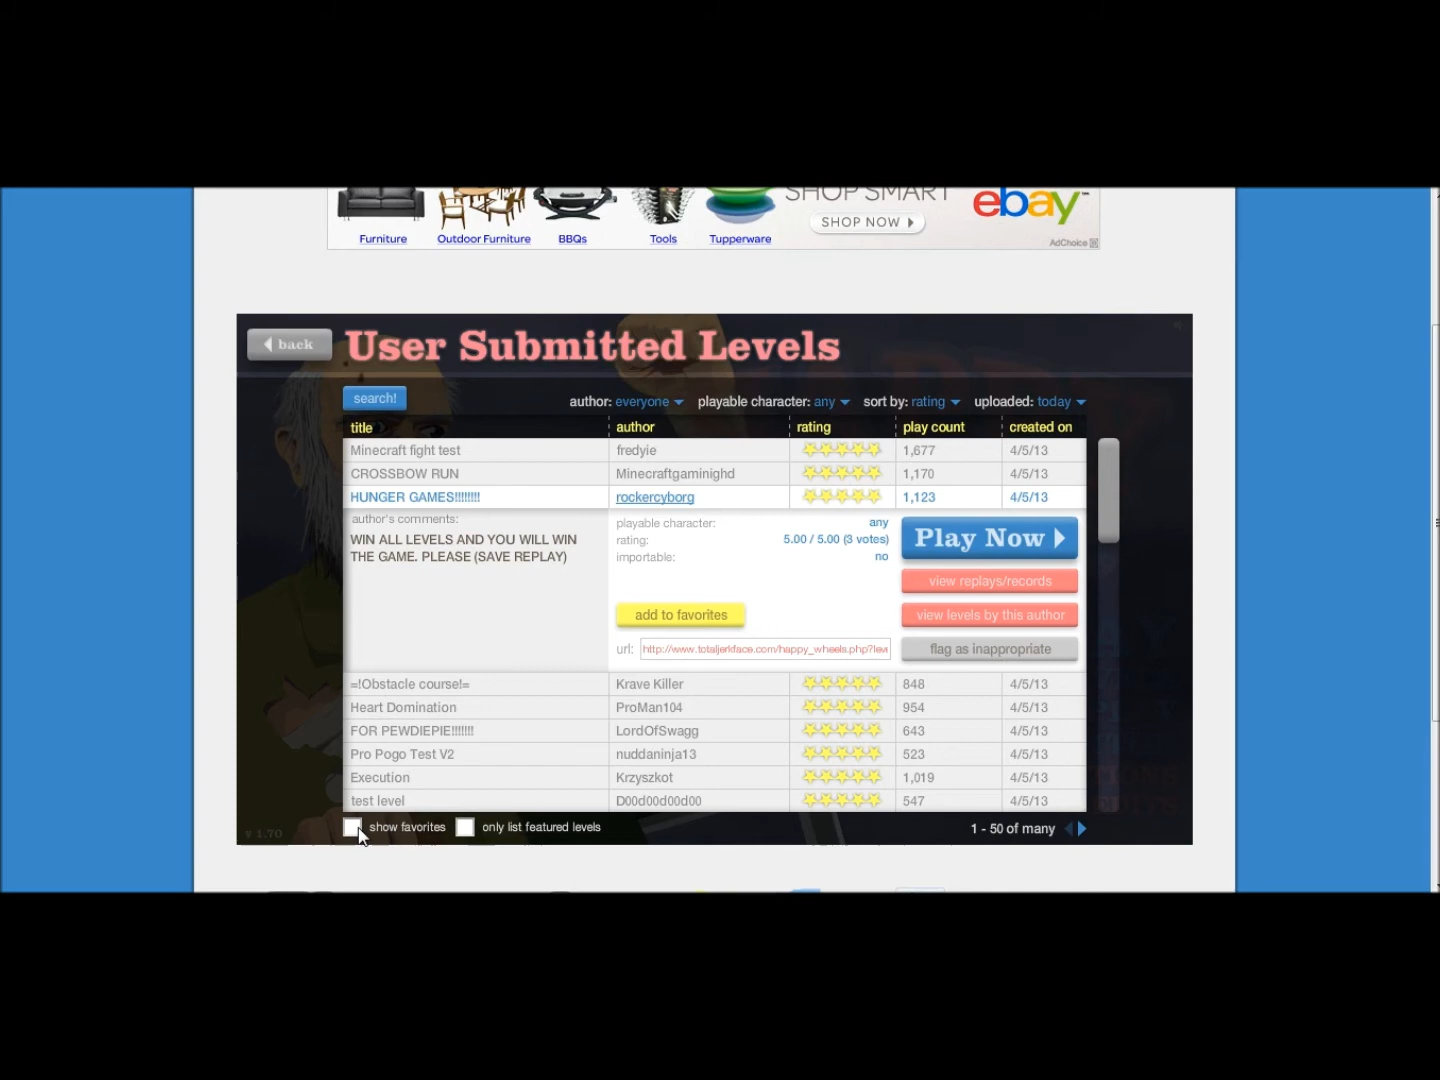 SHOP SMART
ebay
SHOP NOW
Furniture
Outdoor Furniture
BBQs
Tools
Tupperware
AdChoice
back
User Submitted Levels
search!
author: everyone playable character: any sort by: rating uploaded: today
title author rating play count created on
Minecraft fight test fredyie 1,677 4/5/13
CROSSBOW RUN Minecraftgaminighd 1,170 4/5/13
HUNGER GAMES!!!!!!!! rockercyborg 1,123 4/5/13
author's comments:
WIN ALL LEVELS AND YOU WILL WIN
THE GAME. PLEASE (SAVE REPLAY)
playable character: any
rating: 5.00 / 5.00 (3 votes)
importable: no
add to favorites
url: http://www.totaljerkface.com/happy_wheels.php?leve
Play Now
view replays/records
view levels by this author
flag as inappropriate
=!Obstacle course!= Krave Killer 848 4/5/13
Heart Domination ProMan104 954 4/5/13
FOR PEWDIEPIE!!!!!!! LordOfSwagg 643 4/5/13
Pro Pogo Test V2 nuddaninja13 523 4/5/13
Execution Krzyszkot 1,019 4/5/13
test level D00d00d00d00 547 4/5/13
show favorites only list featured levels 1 - 50 of many
v 1.70